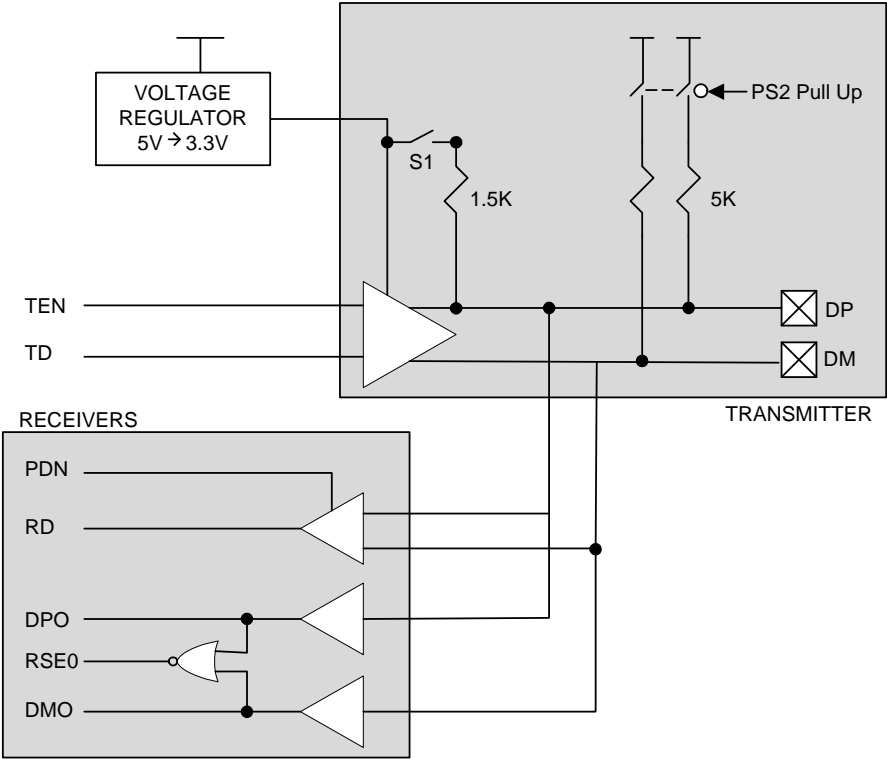 VOLTAGE
REGULATOR
5V → 3.3V
S1
1.5K
PS2 Pull Up
5K
TEN
TD
DP
DM
TRANSMITTER
RECEIVERS
PDN
RD
DPO
RSE0
DMO